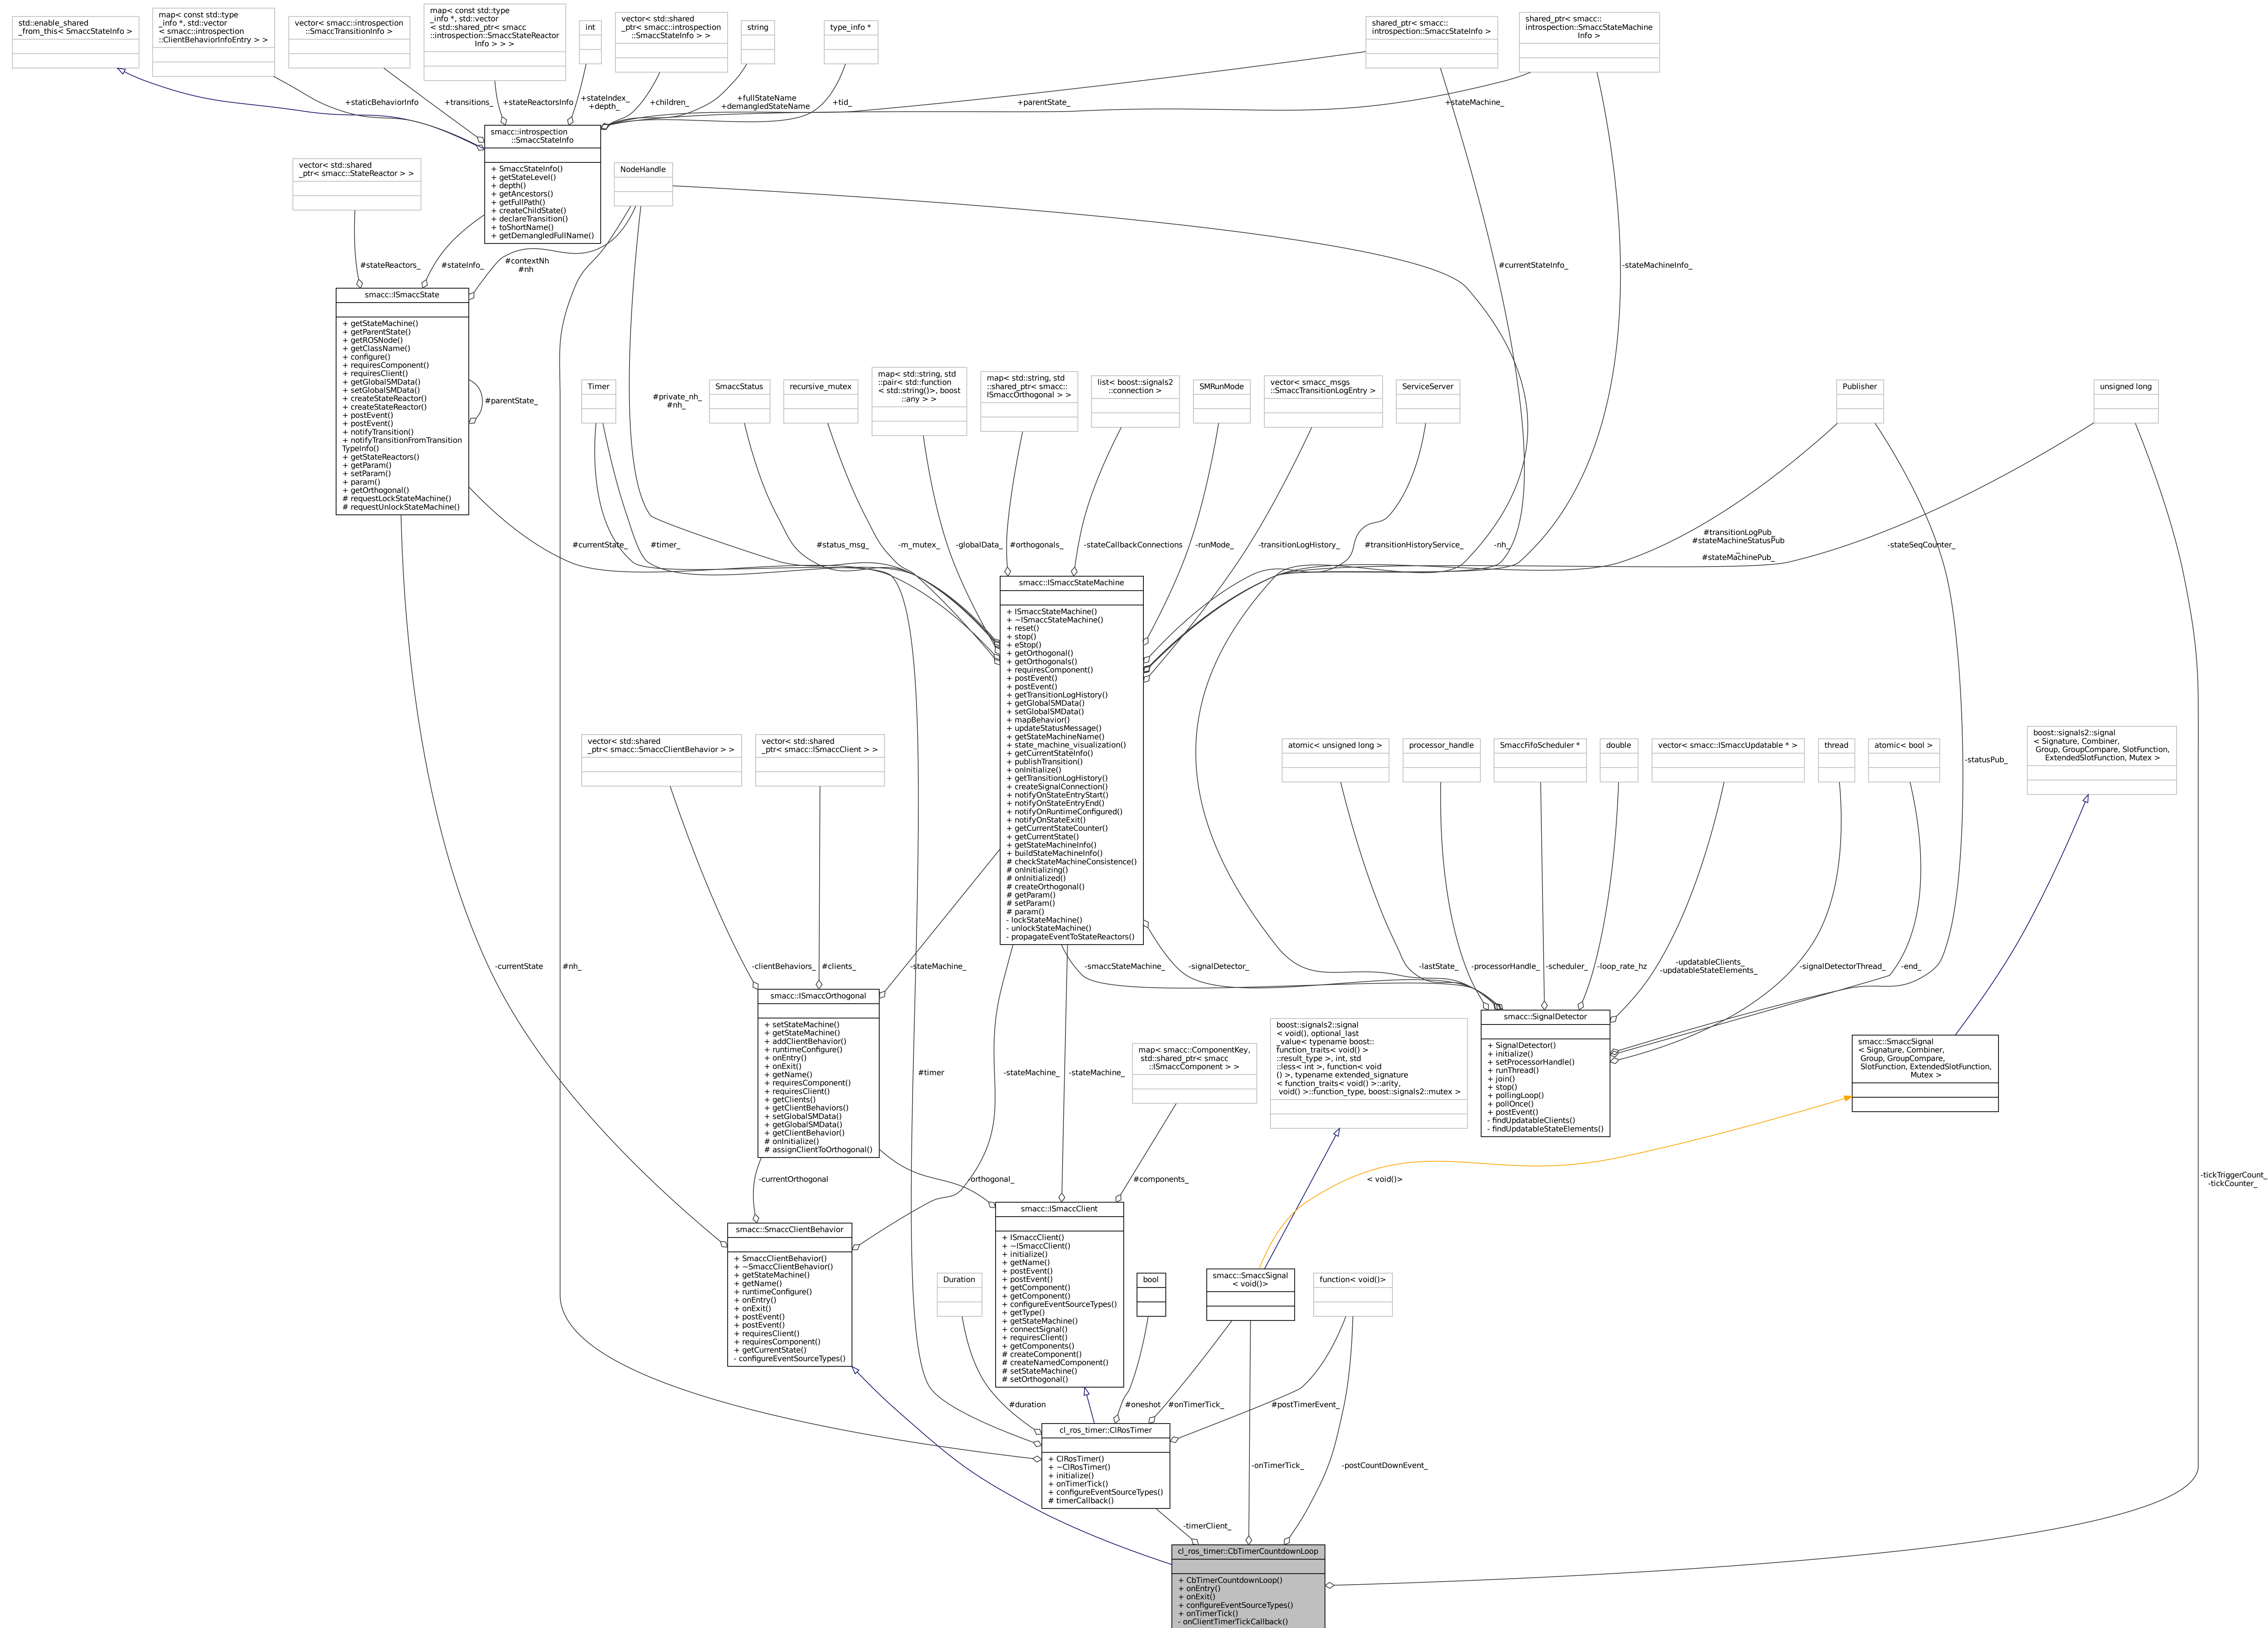 std::enable_shared
_from_this< SmaccStateInfo >
map< const std::type
_info *, std::vector
< smacc::introspection
::ClientBehaviorInfoEntry > >
vector< smacc::introspection
::SmaccTransitionInfo >
map< const std::type
_info *, std::vector
< std::shared_ptr< smacc
::introspection::SmaccStateReactor
Info > > >
int
vector< std::shared
_ptr< smacc::introspection
::SmaccStateInfo > >
string
type_info *
shared_ptr< smacc::
introspection::SmaccStateInfo >
shared_ptr< smacc::
introspection::SmaccStateMachine
Info >
+staticBehaviorInfo
+transitions_
+stateReactorsInfo
+stateIndex_
+depth_
+children_
+fullStateName
+demangledStateName
+tid_
+parentState_
+stateMachine_
smacc::introspection
::SmaccStateInfo
+ SmaccStateInfo()
+ getStateLevel()
+ depth()
+ getAncestors()
+ getFullPath()
+ createChildState()
+ declareTransition()
+ toShortName()
+ getDemangledFullName()
vector< std::shared
_ptr< smacc::StateReactor > >
NodeHandle
#stateReactors_
#stateInfo_
#contextNh
#nh
#currentStateInfo_
-stateMachineInfo_
smacc::ISmaccState
+ getStateMachine()
+ getParentState()
+ getROSNode()
+ getClassName()
+ configure()
+ requiresComponent()
+ requiresClient()
+ getGlobalSMData()
+ setGlobalSMData()
+ createStateReactor()
+ createStateReactor()
+ postEvent()
+ postEvent()
+ notifyTransition()
+ notifyTransitionFromTransition
TypeInfo()
+ getStateReactors()
+ getParam()
+ setParam()
+ param()
+ getOrthogonal()
# requestLockStateMachine()
# requestUnlockStateMachine()
#parentState_
Timer
#private_nh_
#nh_
SmaccStatus
recursive_mutex
map< std::string, std
::pair< std::function
< std::string()>, boost
::any > >
map< std::string, std
::shared_ptr< smacc::
ISmaccOrthogonal > >
list< boost::signals2
::connection >
SMRunMode
vector< smacc_msgs
::SmaccTransitionLogEntry >
ServiceServer
Publisher
unsigned long
#currentState_
#timer_
#status_msg_
-m_mutex_
-globalData_
#orthogonals_
-stateCallbackConnections
-runMode_
-transitionLogHistory_
#transitionHistoryService_
-nh_
#transitionLogPub_
#stateMachineStatusPub
_
#stateMachinePub_
-stateSeqCounter_
smacc::ISmaccStateMachine
+ ISmaccStateMachine()
+ ~ISmaccStateMachine()
+ reset()
+ stop()
+ eStop()
+ getOrthogonal()
+ getOrthogonals()
+ requiresComponent()
+ postEvent()
+ postEvent()
+ getTransitionLogHistory()
+ getGlobalSMData()
+ setGlobalSMData()
+ mapBehavior()
+ updateStatusMessage()
+ getStateMachineName()
+ state_machine_visualization()
+ getCurrentStateInfo()
+ publishTransition()
+ onInitialize()
+ getTransitionLogHistory()
+ createSignalConnection()
+ notifyOnStateEntryStart()
+ notifyOnStateEntryEnd()
+ notifyOnRuntimeConfigured()
+ notifyOnStateExit()
+ getCurrentStateCounter()
+ getCurrentState()
+ getStateMachineInfo()
+ buildStateMachineInfo()
# checkStateMachineConsistence()
# onInitializing()
# onInitialized()
# createOrthogonal()
# getParam()
# setParam()
# param()
- lockStateMachine()
- unlockStateMachine()
- propagateEventToStateReactors()
vector< std::shared
_ptr< smacc::SmaccClientBehavior > >
vector< std::shared
_ptr< smacc::ISmaccClient > >
atomic< unsigned long >
processor_handle
SmaccFifoScheduler *
double
vector< smacc::ISmaccUpdatable * >
thread
atomic< bool >
-statusPub_
boost::signals2::signal
< Signature, Combiner,
Group, GroupCompare, SlotFunction,
ExtendedSlotFunction, Mutex >
-currentState
#nh_
-clientBehaviors_
#clients_
-stateMachine_
-smaccStateMachine_
-signalDetector_
-lastState_
-processorHandle_
-scheduler_
-loop_rate_hz
-updatableClients_
-updatableStateElements_
-signalDetectorThread_
-end_
smacc::ISmaccOrthogonal
+ setStateMachine()
+ getStateMachine()
+ addClientBehavior()
+ runtimeConfigure()
+ onEntry()
+ onExit()
+ getName()
+ requiresComponent()
+ requiresClient()
+ getClients()
+ getClientBehaviors()
+ setGlobalSMData()
+ getGlobalSMData()
+ getClientBehavior()
# onInitialize()
# assignClientToOrthogonal()
#timer
-stateMachine_
-stateMachine_
map< smacc::ComponentKey,
std::shared_ptr< smacc
::ISmaccComponent > >
boost::signals2::signal
< void(), optional_last
_value< typename boost::
function_traits< void() >
::result_type >, int, std
::less< int >, function< void
() >, typename extended_signature
< function_traits< void() >::arity,
void() >::function_type, boost::signals2::mutex >
smacc::SignalDetector
+ SignalDetector()
+ initialize()
+ setProcessorHandle()
+ runThread()
+ join()
+ stop()
+ pollingLoop()
+ pollOnce()
+ postEvent()
- findUpdatableClients()
- findUpdatableStateElements()
smacc::SmaccSignal
< Signature, Combiner,
Group, GroupCompare,
SlotFunction, ExtendedSlotFunction,
Mutex >
-currentOrthogonal
-orthogonal_
#components_
< void()>
-tickTriggerCount_
-tickCounter_
smacc::SmaccClientBehavior
+ SmaccClientBehavior()
+ ~SmaccClientBehavior()
+ getStateMachine()
+ getName()
+ runtimeConfigure()
+ onEntry()
+ onExit()
+ postEvent()
+ postEvent()
+ requiresClient()
+ requiresComponent()
+ getCurrentState()
- configureEventSourceTypes()
smacc::ISmaccClient
+ ISmaccClient()
+ ~ISmaccClient()
+ initialize()
+ getName()
+ postEvent()
+ postEvent()
+ getComponent()
+ getComponent()
+ configureEventSourceTypes()
+ getType()
+ getStateMachine()
+ connectSignal()
+ requiresClient()
+ getComponents()
# createComponent()
# createNamedComponent()
# setStateMachine()
# setOrthogonal()
Duration
bool
smacc::SmaccSignal
< void()>
function< void()>
#duration
#oneshot
#onTimerTick_
#postTimerEvent_
cl_ros_timer::ClRosTimer
+ ClRosTimer()
+ ~ClRosTimer()
+ initialize()
+ onTimerTick()
+ configureEventSourceTypes()
# timerCallback()
-onTimerTick_
-postCountDownEvent_
-timerClient_
cl_ros_timer::CbTimerCountdownLoop
+ CbTimerCountdownLoop()
+ onEntry()
+ onExit()
+ configureEventSourceTypes()
+ onTimerTick()
- onClientTimerTickCallback()